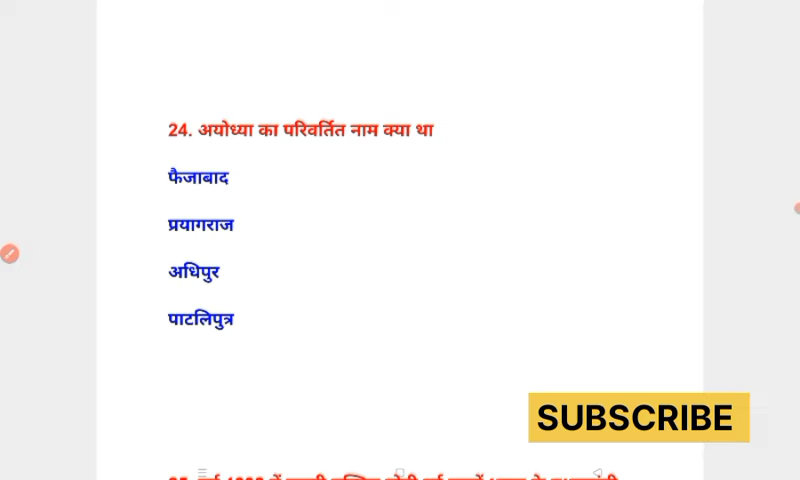 24. अयोध्या का परिवर्तित नाम क्या था
फैजाबाद
प्रयागराज
अधिपुर
पाटलिपुत्र
SUBSCRIBE